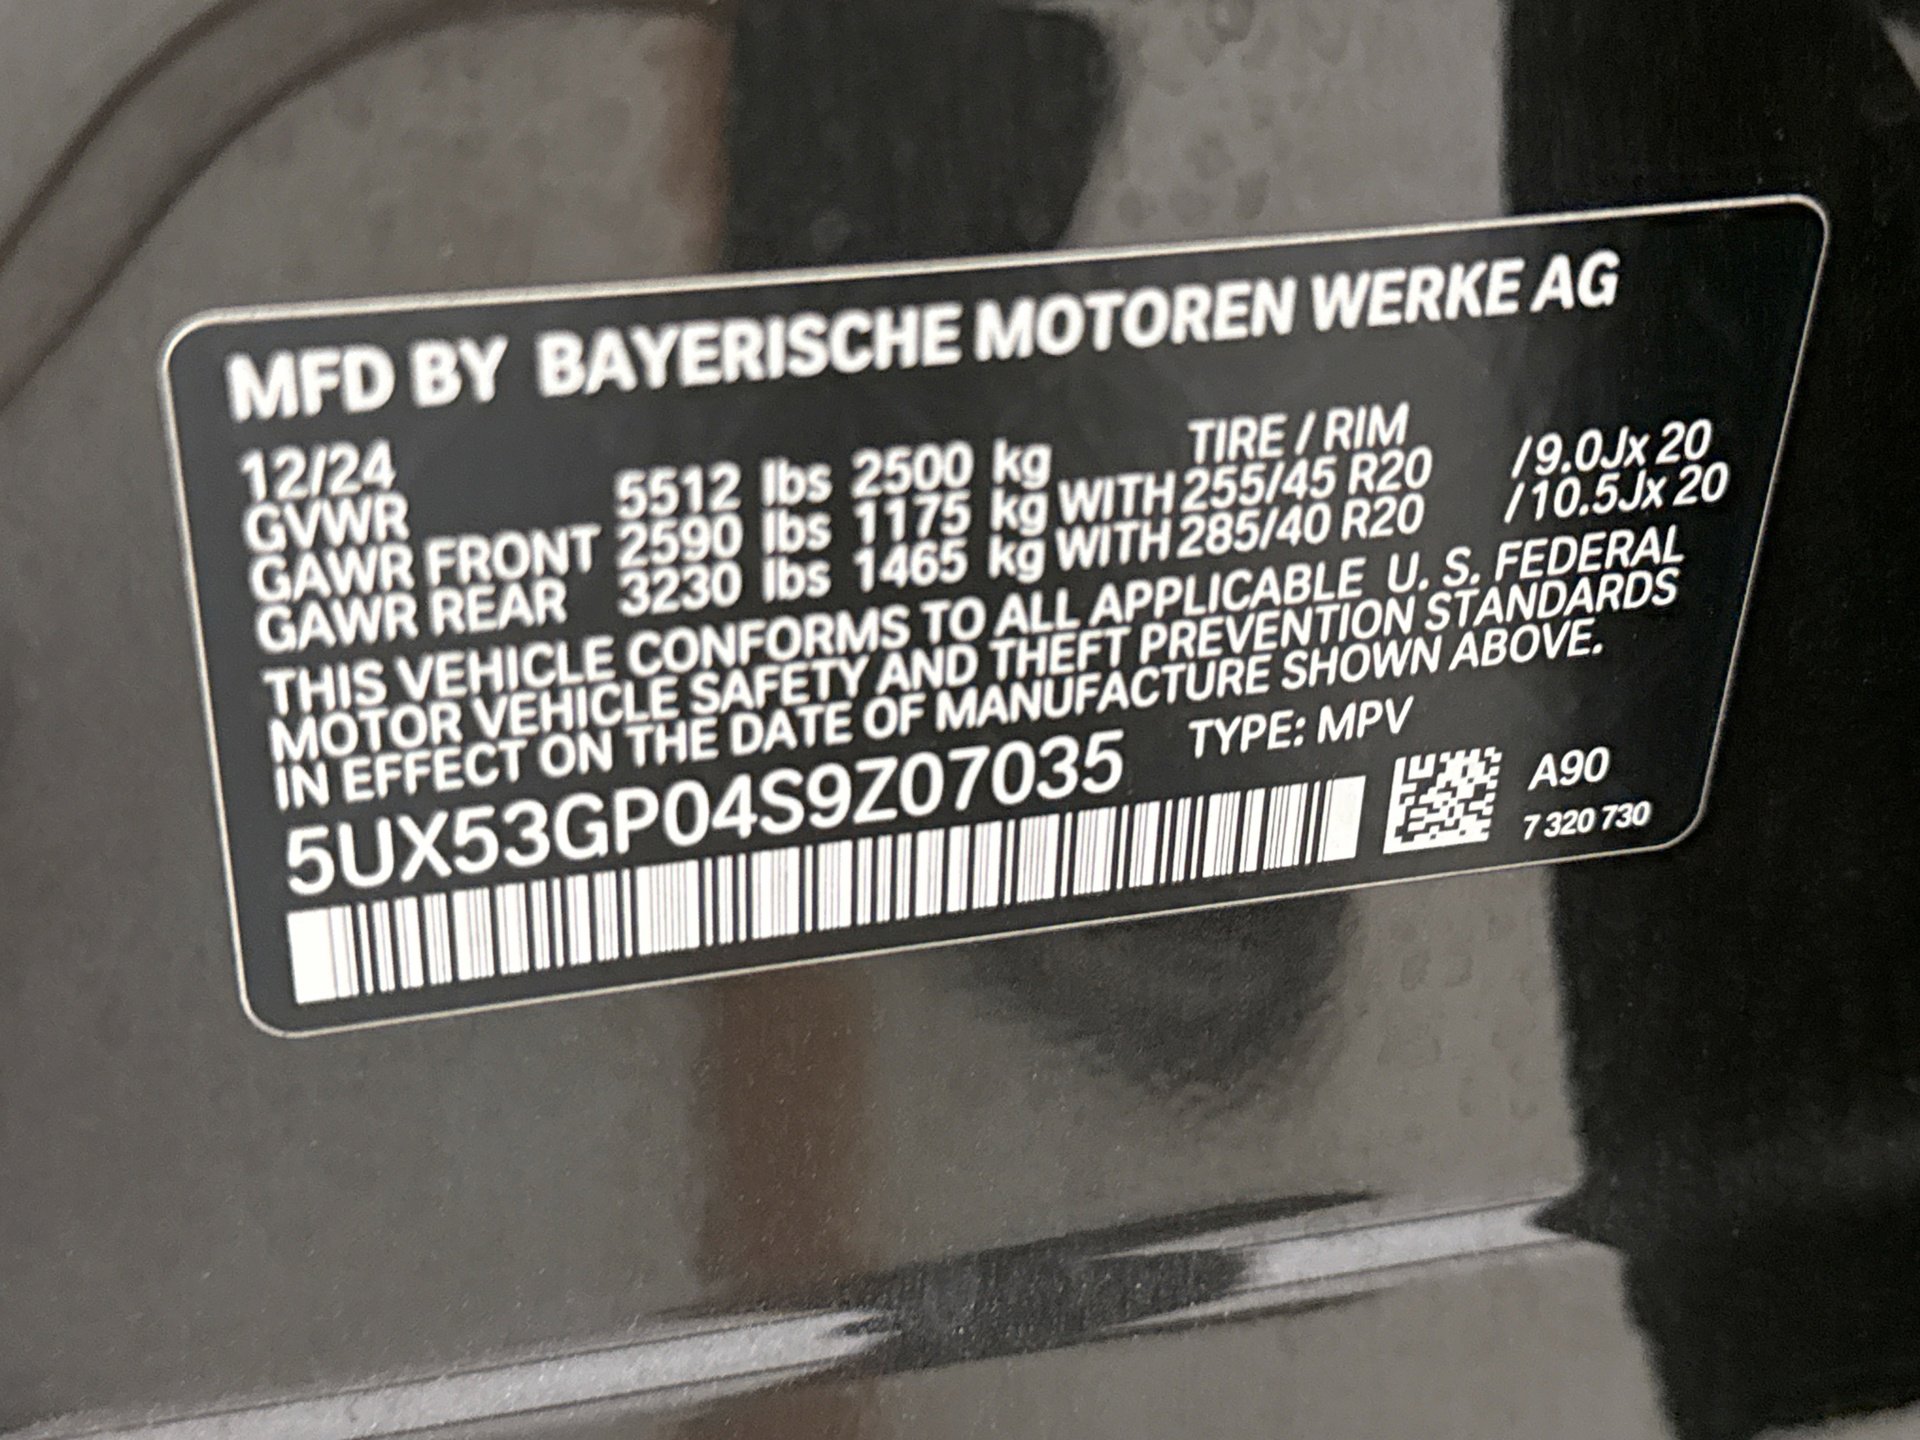 MFD BY BAYERISCHE MOTOREN WERKE AG
12/24
TIRE / RIM
GVWR 5512 lbs 2500 kg
GAWR FRONT 2590 lbs 1175 kg WITH 255/45 R20 /9.0Jx 20
GAWR REAR 3230 lbs 1465 kg WITH 285/40 R20 /10.5Jx 20
THIS VEHICLE CONFORMS TO ALL APPLICABLE U. S. FEDERAL
MOTOR VEHICLE SAFETY AND THEFT PREVENTION STANDARDS
IN EFFECT ON THE DATE OF MANUFACTURE SHOWN ABOVE.
5UX53GP04S9Z07035 TYPE: MPV
A90
7 320 730